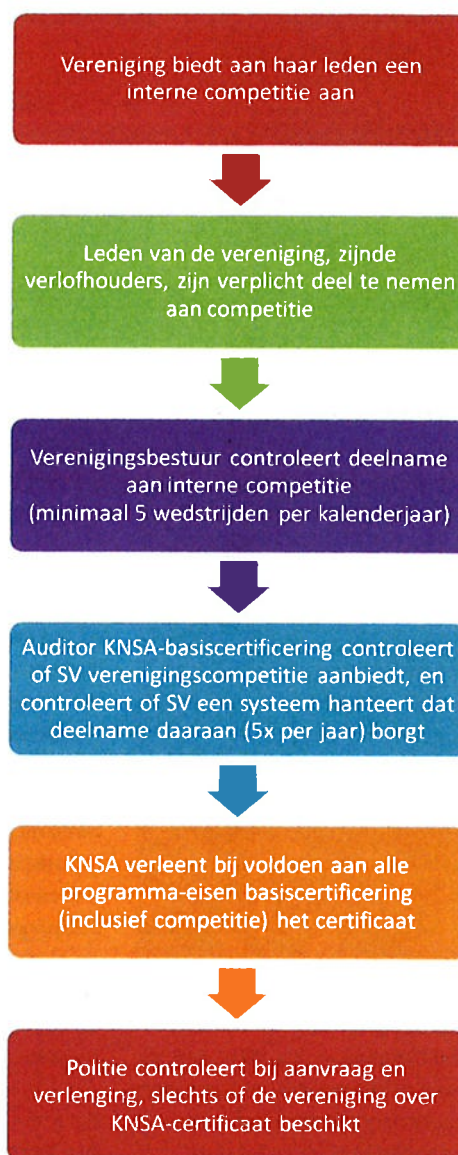 Vereniging biedt aan haar leden een
interne competitie aan
Leden van de vereniging, zijnde
verlofhouders, zijn verplicht deel te nemen
aan competitie
Verenigingsbestuur controleert deelname
aan interne competitie
(minimaal 5 wedstrijden per kalenderjaar)
Auditor KNSA-basiscertificering controleert
of SV verenigingscompetitie aanbiedt, en
controleert of SV een systeem hanteert dat
deelname daaraan (5x per jaar) borgt
KNSA verleent bij voldoen aan alle
programma-eisen basiscertificering
(inclusief competitie) het certificaat
Politie controleert bij aanvraag en
verlenging, slechts of de vereniging over
KNSA-certificaat beschikt